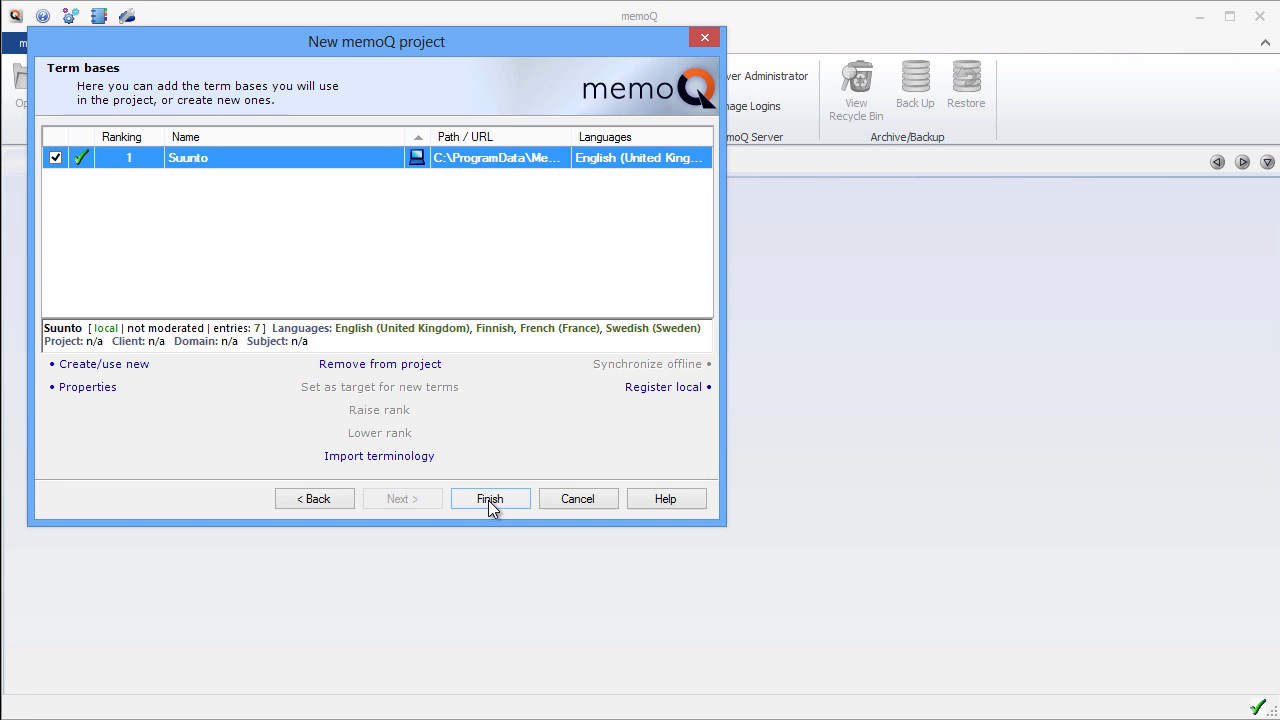 memoQ
New memoQ project
Term bases
Here you can add the term bases you will use
in the project, or create new ones.
memoQ
Ranking Name Path / URL Languages
1 Suunto C:\ProgramData\Me... English (United King...
Suunto [ local | not moderated | entries: 7 ] Languages: English (United Kingdom), Finnish, French (France), Swedish (Sweden)
Project: n/a Client: n/a Domain: n/a Subject: n/a
• Create/use new Remove from project Synchronize offline •
• Properties Set as target for new terms Register local •
Raise rank
Lower rank
Import terminology
< Back Next > Finish Cancel Help
Administrator
Logins
View
Recycle Bin
Back Up
Restore
Archive/Backup